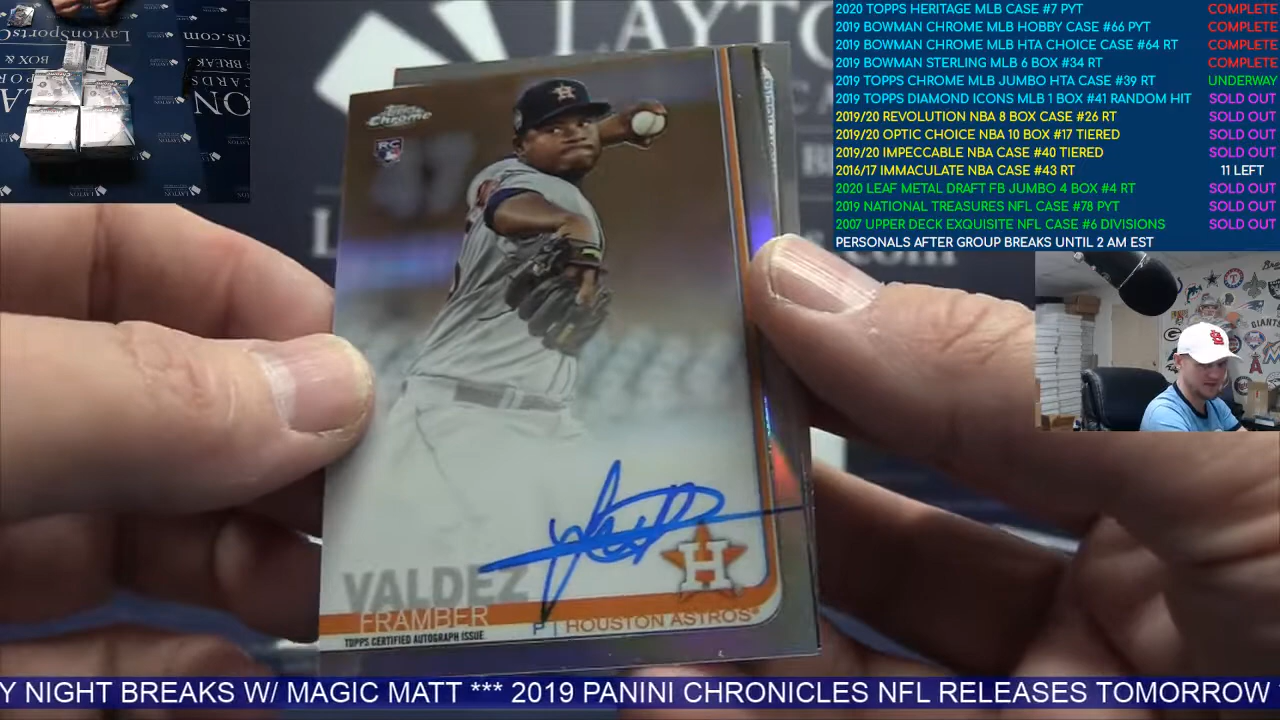 2020 TOPPS HERITAGE MLB CASE #7 PYT COMPLETE
2019 BOWMAN CHROME MLB HOBBY CASE #66 PYT COMPLETE
2019 BOWMAN CHROME MLB HTA CHOICE CASE #64 RT COMPLETE
2019 BOWMAN STERLING MLB 6 BOX #34 RT COMPLETE
2019 TOPPS CHROME MLB JUMBO HTA CASE #39 RT UNDERWAY
2019 TOPPS DIAMOND ICONS MLB 1 BOX #41 RANDOM HIT SOLD OUT
2019/20 REVOLUTION NBA 8 BOX CASE #26 RT SOLD OUT
2019/20 OPTIC CHOICE NBA 10 BOX #17 TIERED SOLD OUT
2019/20 IMPECCABLE NBA CASE #40 TIERED SOLD OUT
2016/17 IMMACULATE NBA CASE #43 RT 11 LEFT
2020 LEAF METAL DRAFT FB JUMBO 4 BOX #4 RT SOLD OUT
2019 NATIONAL TREASURES NFL CASE #78 PYT SOLD OUT
2007 UPPER DECK EXQUISITE NFL CASE #6 DIVISIONS SOLD OUT
PERSONALS AFTER GROUP BREAKS UNTIL 2 AM EST
LAYTON
Topps
Chrome
RC
VALDEZ
FRAMBER
P | HOUSTON ASTROS®
TOPPS CERTIFIED AUTOGRAPH ISSUE
H
Y NIGHT BREAKS W/ MAGIC MATT *** 2019 PANINI CHRONICLES NFL RELEASES TOMORROW